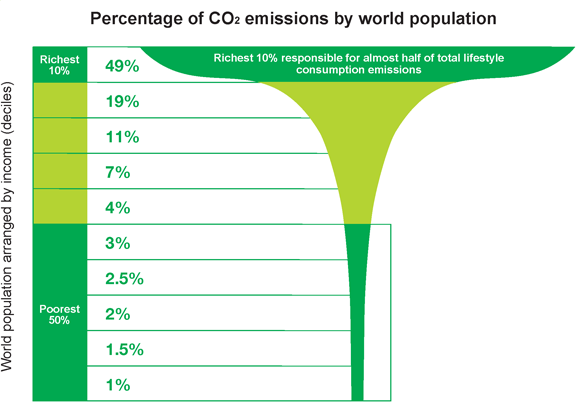 Percentage of CO₂ emissions by world population
World population arranged by income (deciles)
Richest
10%
49%
Richest 10% responsible for almost half of total lifestyle
consumption emissions
19%
11%
7%
4%
Poorest
50%
3%
2.5%
2%
1.5%
1%